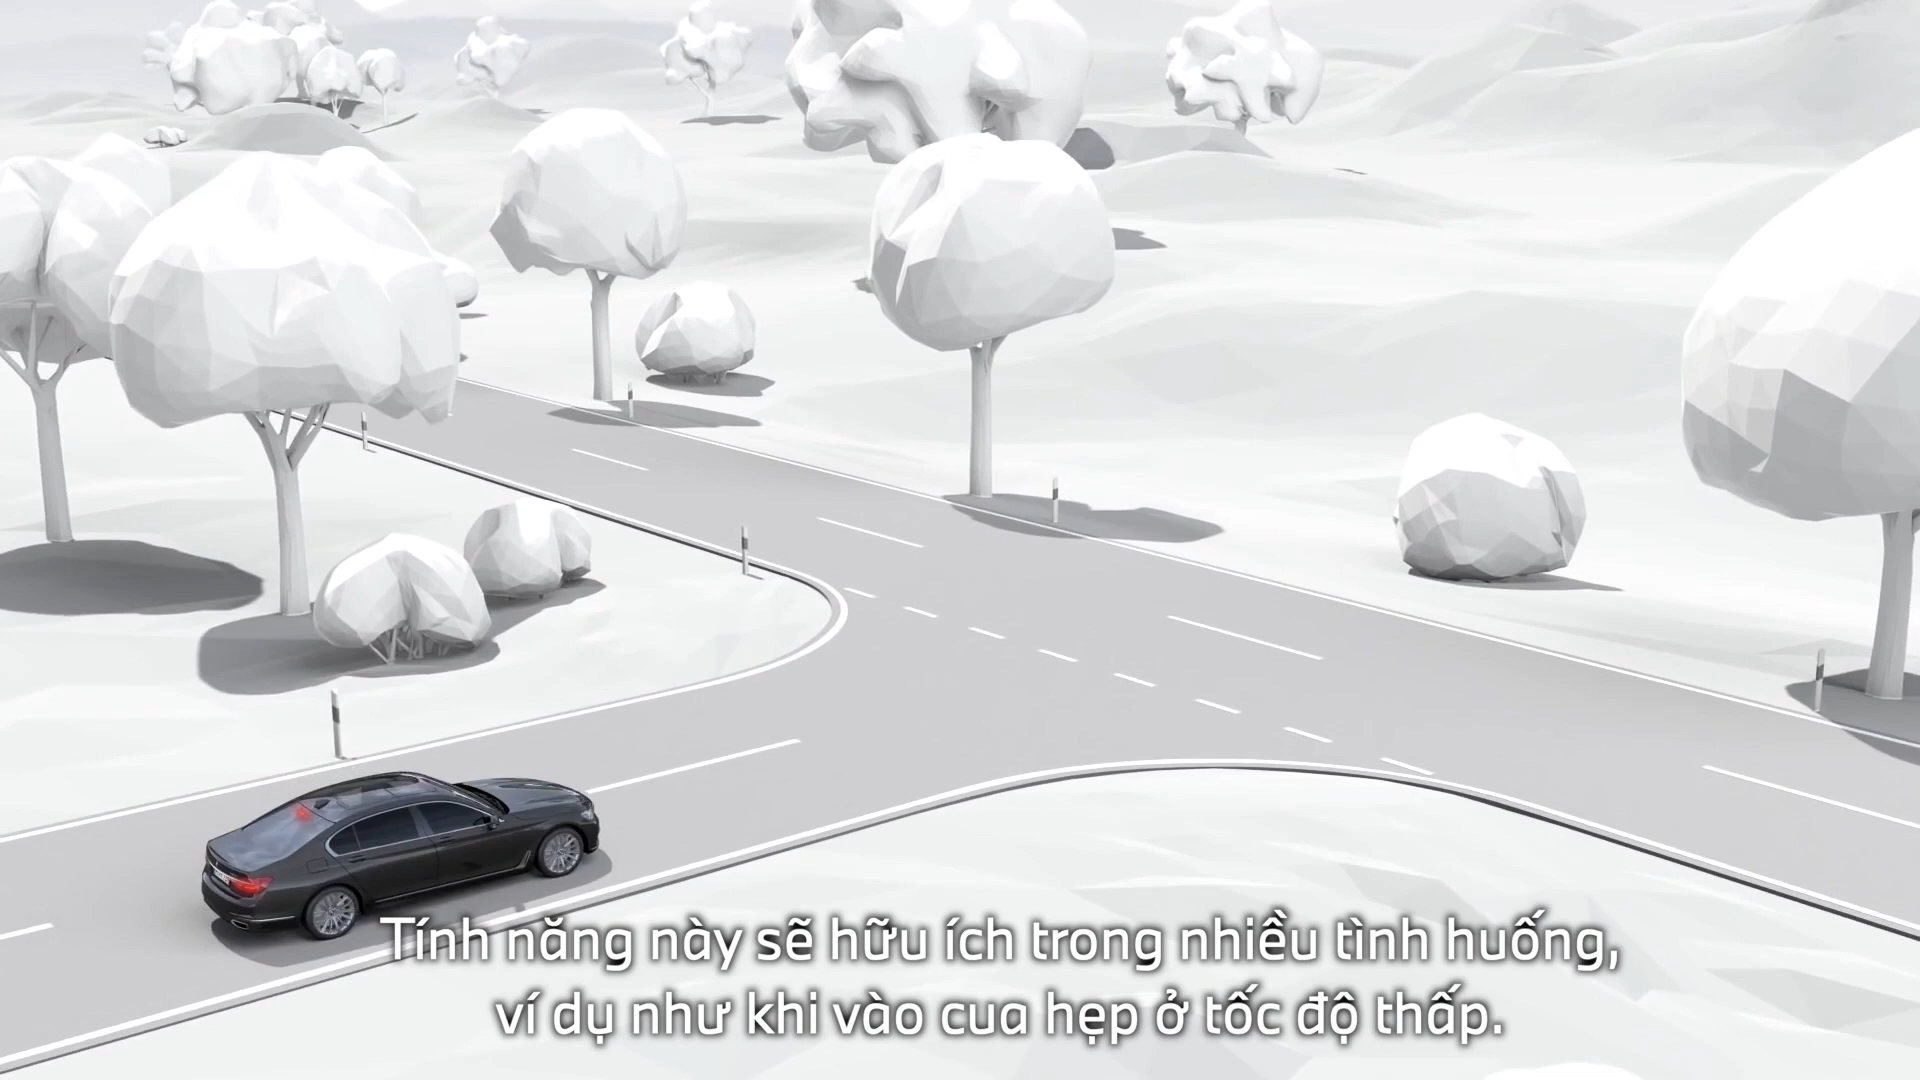 Tính năng này sẽ hữu ích trong nhiều tình huống,
ví dụ như khi vào cua hẹp ở tốc độ thấp.